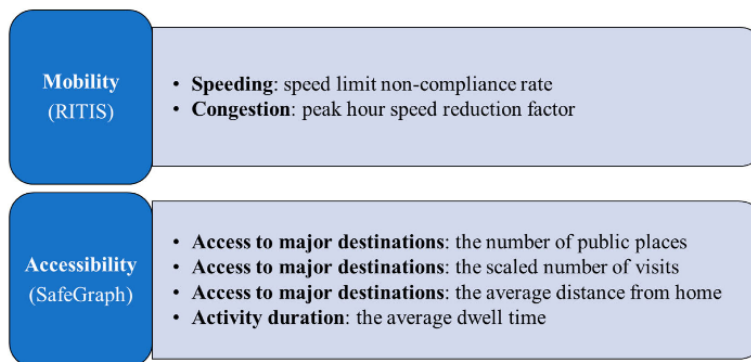 Mobility
(RITIS)
• Speeding: speed limit non-compliance rate
• Congestion: peak hour speed reduction factor
Accessibility
(SafeGraph)
• Access to major destinations: the number of public places
• Access to major destinations: the scaled number of visits
• Access to major destinations: the average distance from home
• Activity duration: the average dwell time